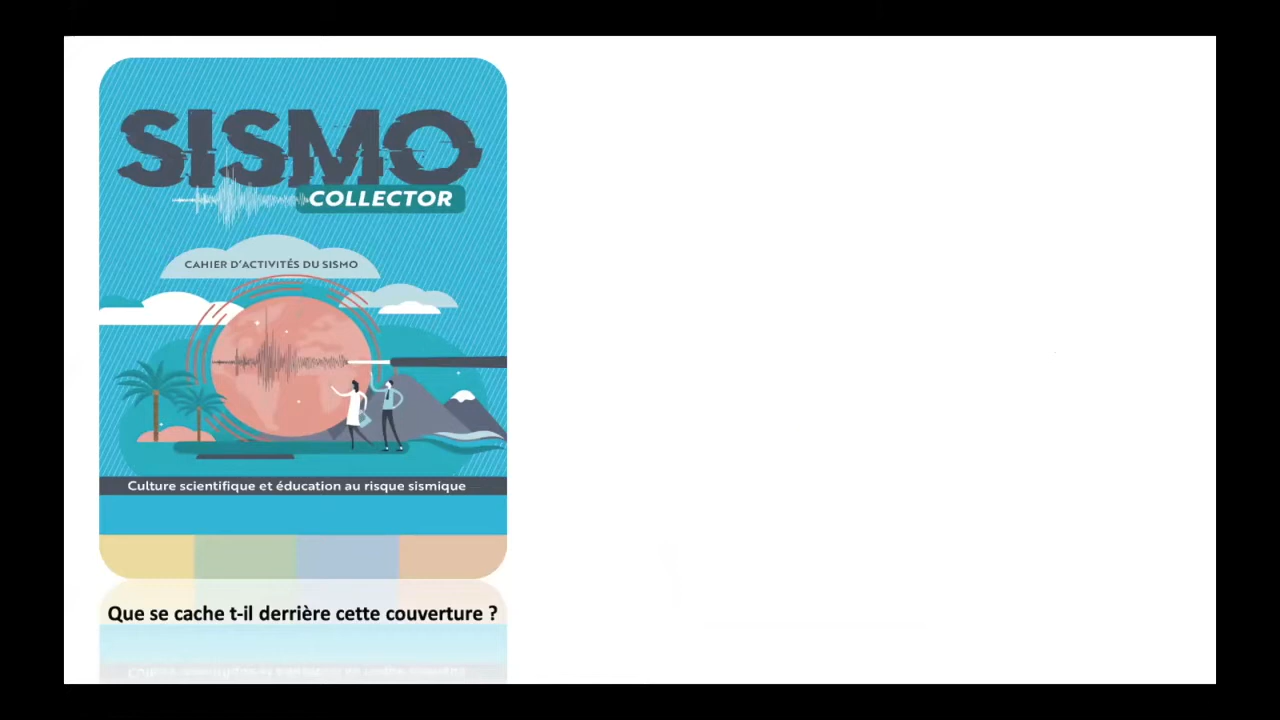 SISMO
COLLECTOR
CAHIER D'ACTIVITÉS DU SISMO
Culture scientifique et éducation au risque sismique
Que se cache t-il derrière cette couverture ?